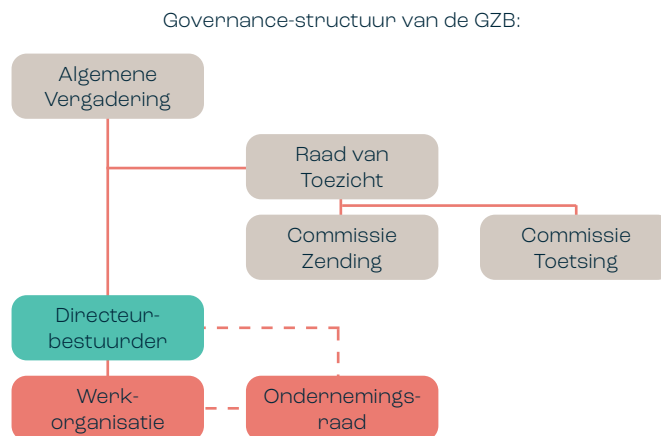 Governance-structuur van de GZB:
Algemene
Vergadering
Raad van
Toezicht
Commissie
Zending
Commissie
Toetsing
Directeur-
bestuurder
Werk-
organisatie
Ondernemings-
raad